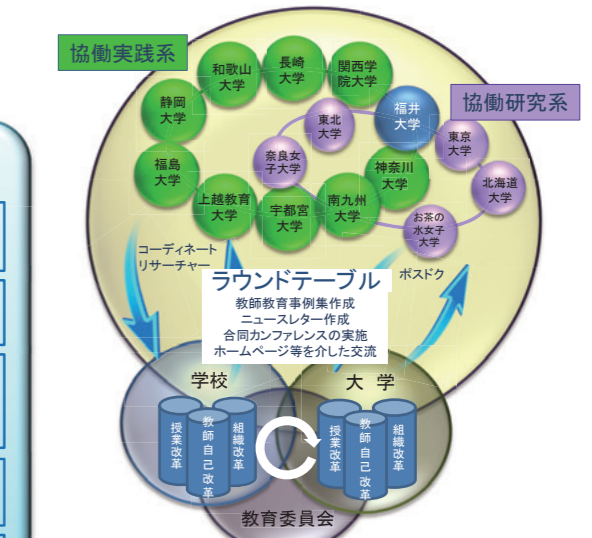 協働実践系
協働研究系
和歌山
大学
長崎
大学
関西学
院大学
静岡
大学
福井
大学
東北
大学
東京
大学
奈良女
子大学
福島
大学
神奈川
大学
北海道
大学
上越教育
大学
宇都宮
大学
南九州
大学
お茶の
水女子
大学
コーディネート
リサーチャー
ポスドク
ラウンドテーブル
教師教育事例集作成
ニュースレター作成
合同カンファレンスの実施
ホームページ等を介した交流
学校
大 学
授業改革
教師自己改革
組織改革
授業改革
教師自己改革
組織改革
教育委員会